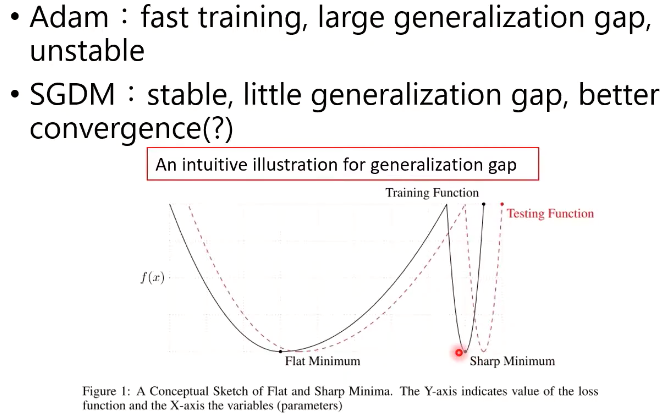 • Adam：fast training, large generalization gap,
unstable
• SGDM：stable, little generalization gap, better
convergence(?)
An intuitive illustration for generalization gap
Training Function
Testing Function
f(x)
Flat Minimum
Sharp Minimum
Figure 1: A Conceptual Sketch of Flat and Sharp Minima. The Y-axis indicates value of the loss
function and the X-axis the variables (parameters)